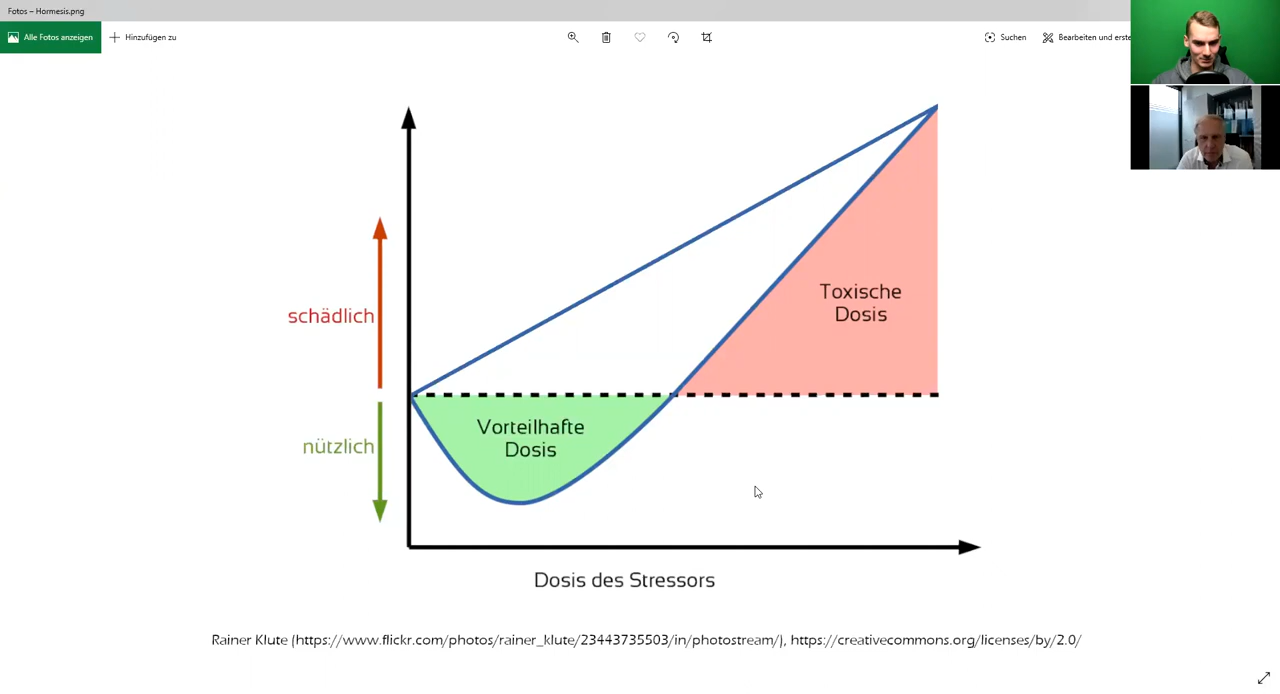 Fotos – Hormesis.png
Alle Fotos anzeigen
Hinzufügen zu
Suchen
Bearbeiten und erste
schädlich
nützlich
Toxische
Dosis
Vorteilhafte
Dosis
Dosis des Stressors
Rainer Klute (https://www.flickr.com/photos/rainer_klute/23443735503/in/photostream/), https://creativecommons.org/licenses/by/2.0/